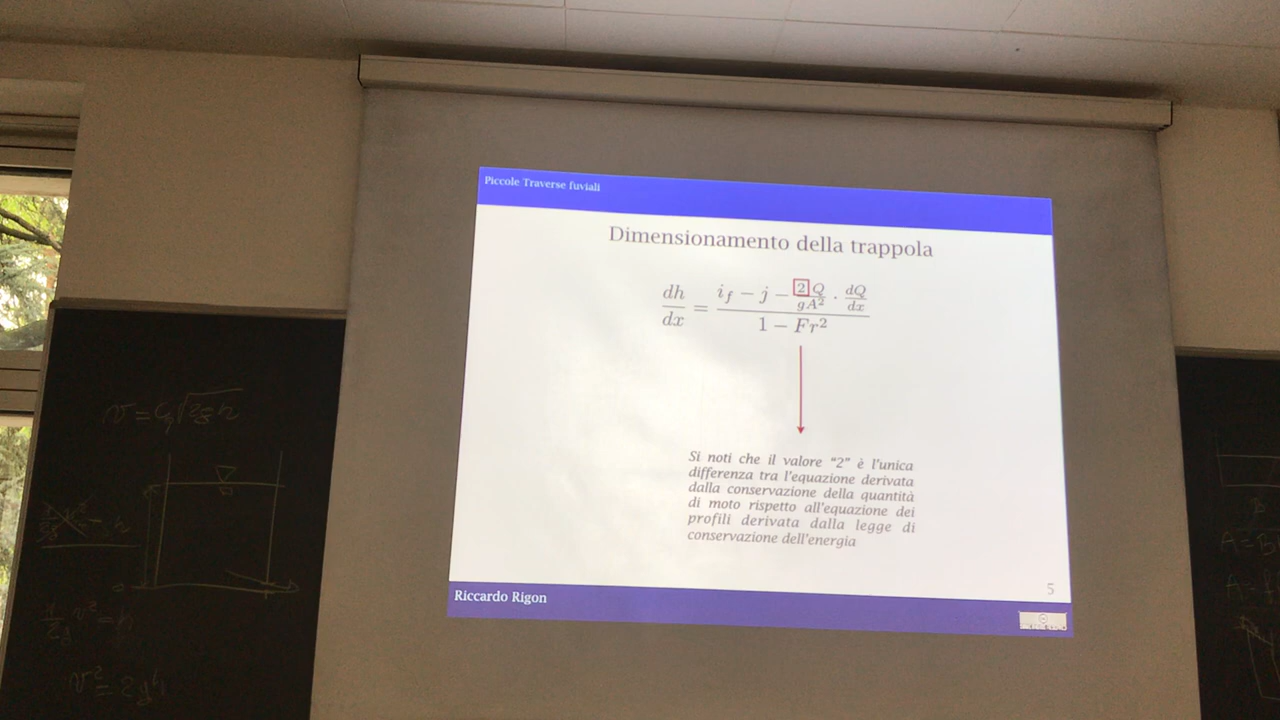 Piccole Traverse fuviali
Dimensionamento della trappola
dh/dx = (i_f − j − 2Q/gA² · dQ/dx) / (1 − Fr²)
Si noti che il valore "2" è l'unica
differenza tra l'equazione derivata
dalla conservazione della quantità
di moto rispetto all'equazione dei
profili derivata dalla legge di
conservazione dell'energia
5
Riccardo Rigon
v²=2gh